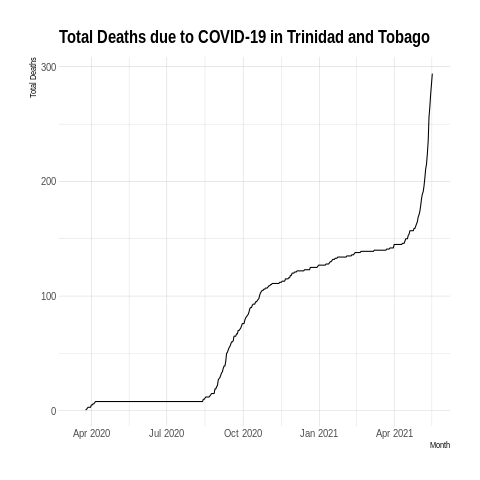 Total Deaths due to COVID-19 in Trinidad and Tobago
Total Deaths
300
200
100
0
Apr 2020 Jul 2020 Oct 2020 Jan 2021 Apr 2021
Month